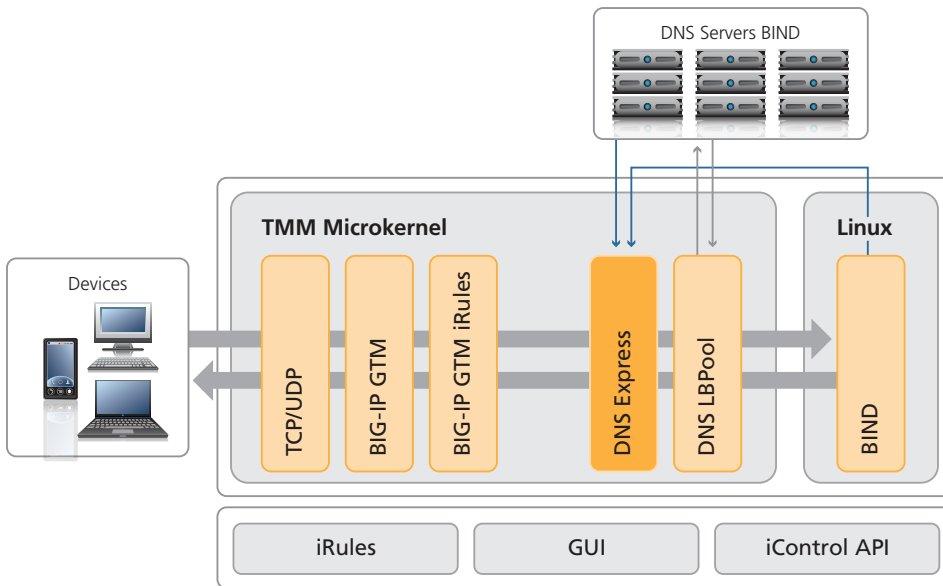 DNS Servers BIND
TMM Microkernel
Linux
Devices
TCP/UDP
BIG-IP GTM
BIG-IP GTM iRules
DNS Express
DNS LBPool
BIND
iRules
GUI
iControl API